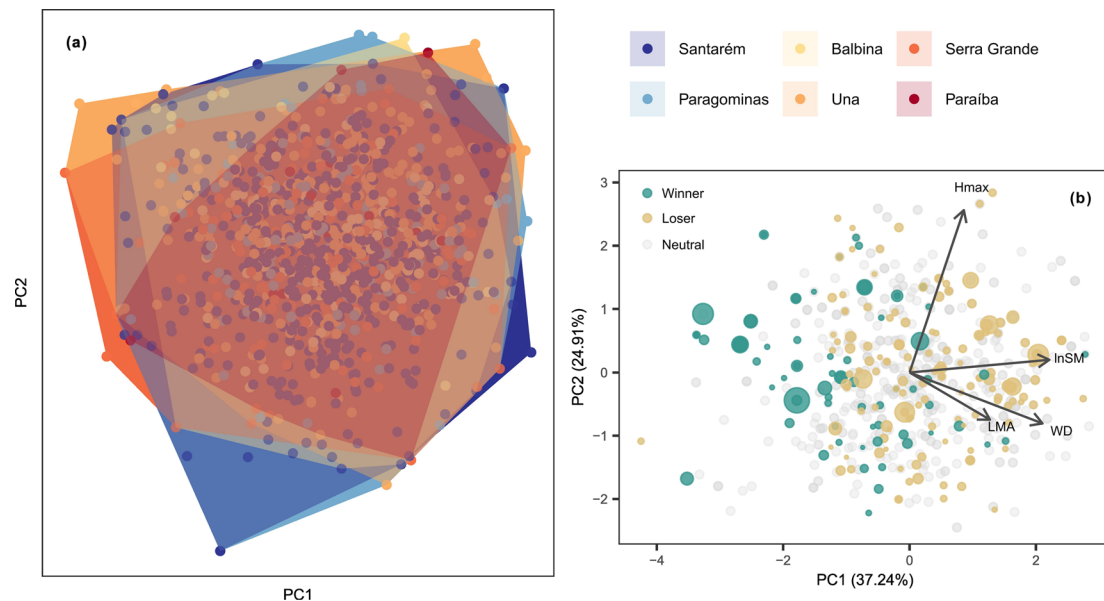 (a)
PC2
PC1
Santarém
Balbina
Serra Grande
Paragominas
Una
Paraíba
(b)
Winner
Loser
Neutral
Hmax
lnSM
LMA
WD
3
2
1
0
−1
−2
PC2 (24.91%)
−4
−2
0
2
PC1 (37.24%)